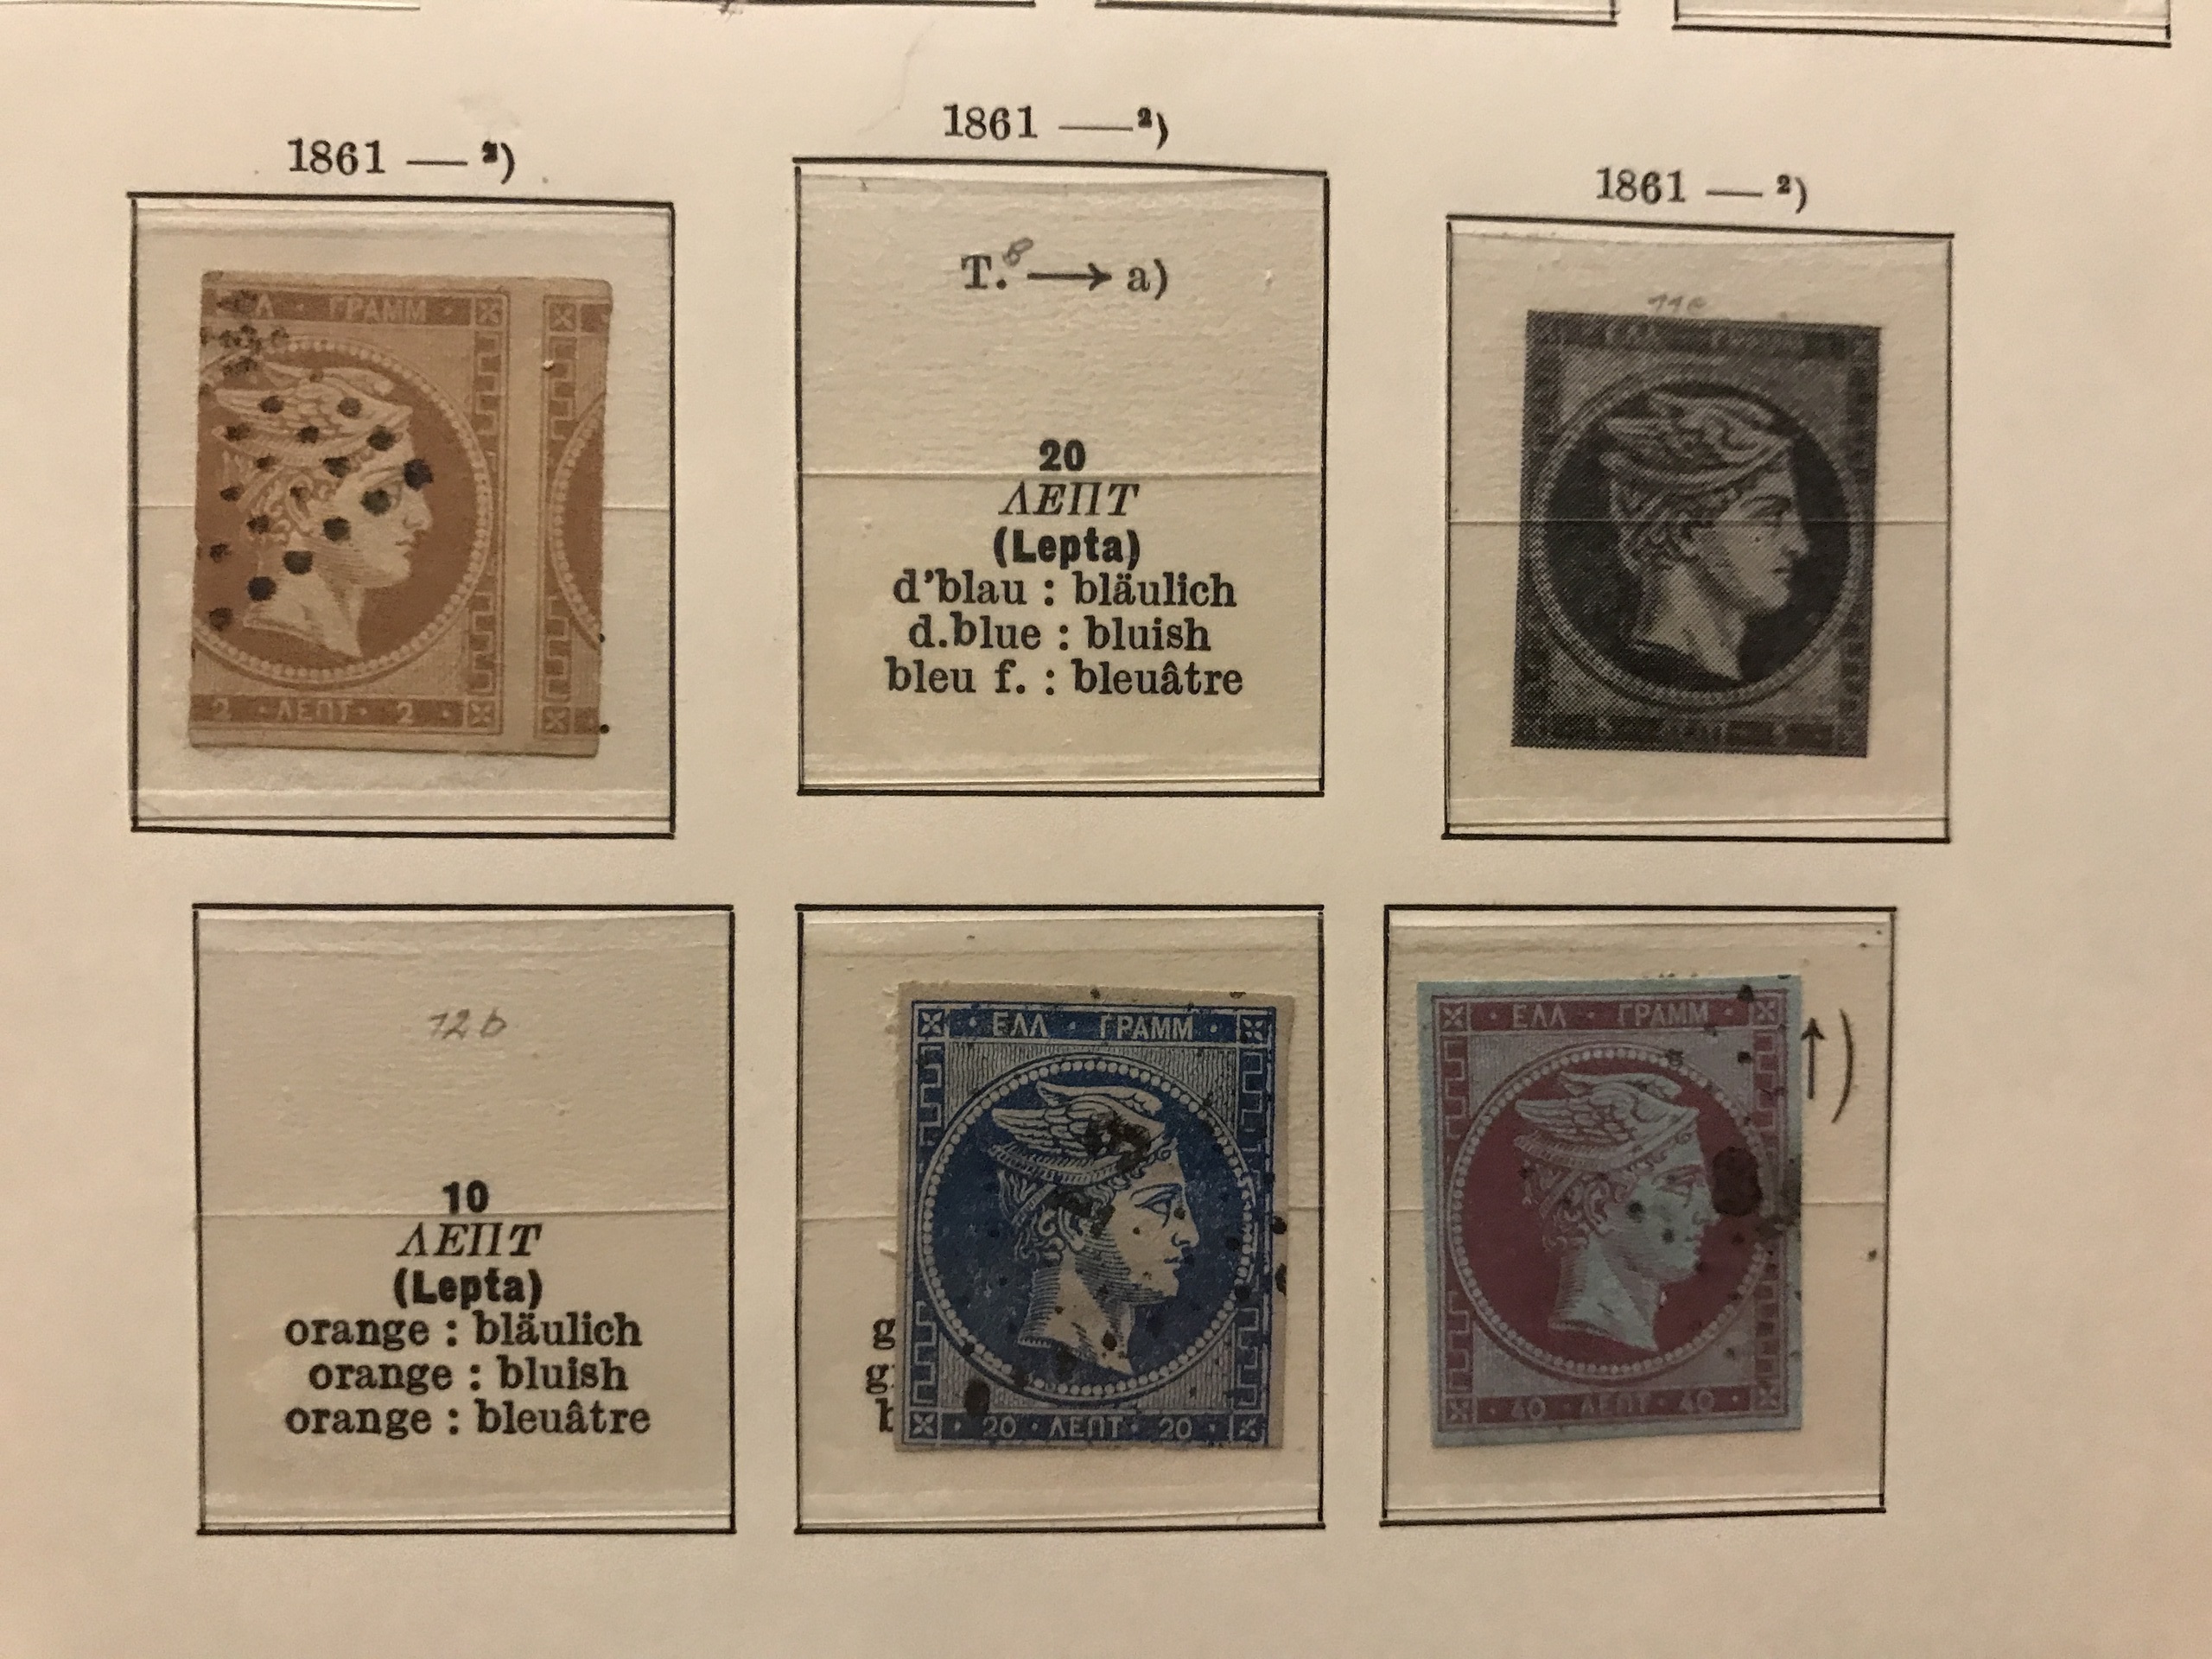 1861 — ²)
1861 — ²)
1861 — ²)
Λ · ΓΡΑΜΜ ·
2 · ΛΕΠΤ · 2 ·
T. → a)
20
ΛΕΠΤ
(Lepta)
d'blau : bläulich
d.blue : bluish
bleu f. : bleuâtre
ΕΛΛ
ΛΕΠΤ
12b
10
ΛΕΠΤ
(Lepta)
orange : bläulich
orange : bluish
orange : bleuâtre
· ΕΛΛ · ΓΡΑΜΜ ·
g
g
b
· 20 · ΛΕΠΤ · 20 ·
· ΕΛΛ · ΓΡΑΜΜ ·
↑)
· 40 · ΛΕΠΤ · 40 ·